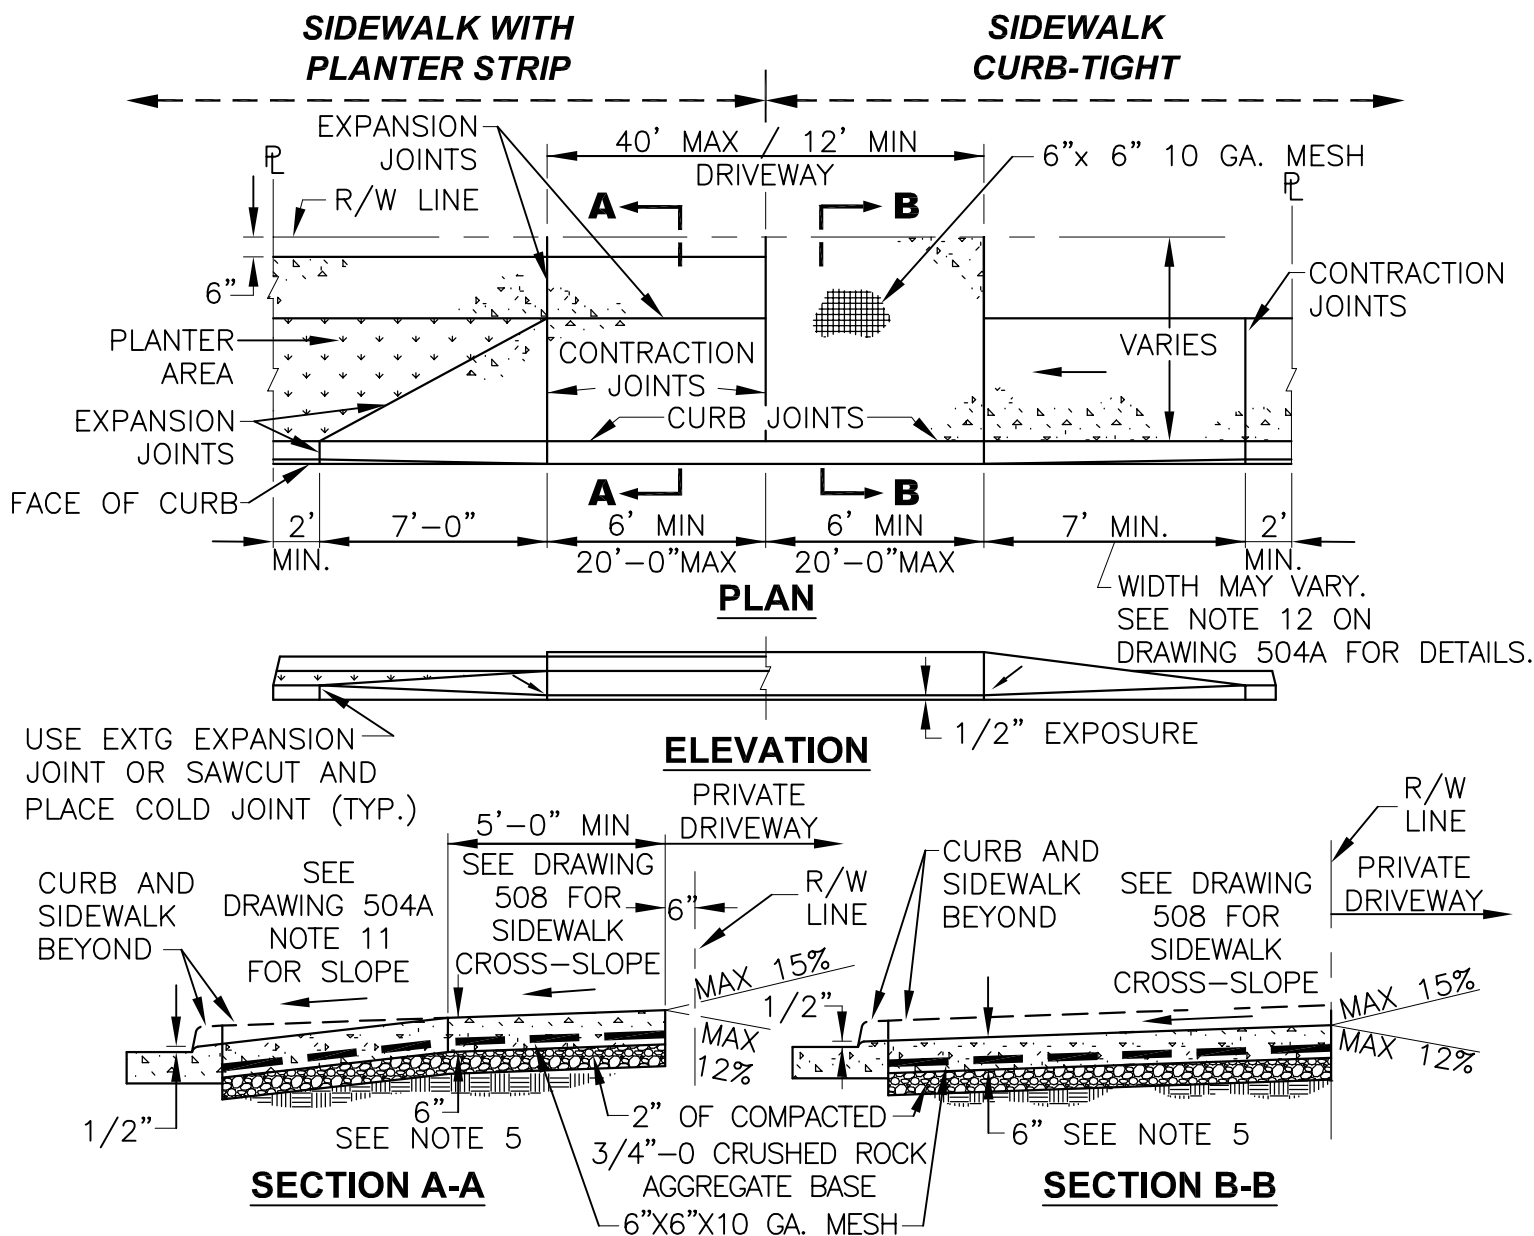 SIDEWALK WITH
PLANTER STRIP
SIDEWALK
CURB-TIGHT
EXPANSION
JOINTS
40' MAX / 12' MIN
DRIVEWAY
6"x 6" 10 GA. MESH
PL
R/W LINE
A
B
PL
6"
CONTRACTION
JOINTS
PLANTER
AREA
CONTRACTION
JOINTS
VARIES
EXPANSION
JOINTS
CURB JOINTS
FACE OF CURB
A
B
2'
MIN.
7'-0"
6' MIN
20'-0"MAX
6' MIN
20'-0"MAX
7' MIN.
2'
MIN.
PLAN
WIDTH MAY VARY.
SEE NOTE 12 ON
DRAWING 504A FOR DETAILS.
USE EXTG EXPANSION
JOINT OR SAWCUT AND
PLACE COLD JOINT (TYP.)
1/2" EXPOSURE
ELEVATION
5'-0" MIN
PRIVATE
DRIVEWAY
CURB AND
SIDEWALK
BEYOND
SEE
DRAWING 504A
NOTE 11
FOR SLOPE
SEE DRAWING
508 FOR
SIDEWALK
CROSS-SLOPE
6"
R/W
LINE
MAX 15%
MAX
12%
1/2"
6"
SEE NOTE 5
SECTION A-A
2" OF COMPACTED
3/4"-0 CRUSHED ROCK
AGGREGATE BASE
6"X6"X10 GA. MESH
CURB AND
SIDEWALK
BEYOND
1/2"
SEE DRAWING
508 FOR
SIDEWALK
CROSS-SLOPE
R/W
LINE
PRIVATE
DRIVEWAY
MAX 15%
MAX 12%
6" SEE NOTE 5
SECTION B-B